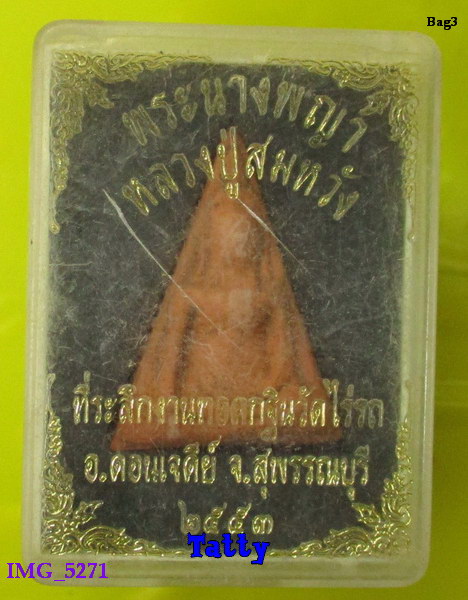 Bag3
พระนางพญา
หลวงปู่สมหวัง
ที่ระลึกงานทอดกฐินวัดไร่รถ
อ.ดอนเจดีย์ จ.สุพรรณบุรี
๒๕๕๓
Tatty
IMG_5271